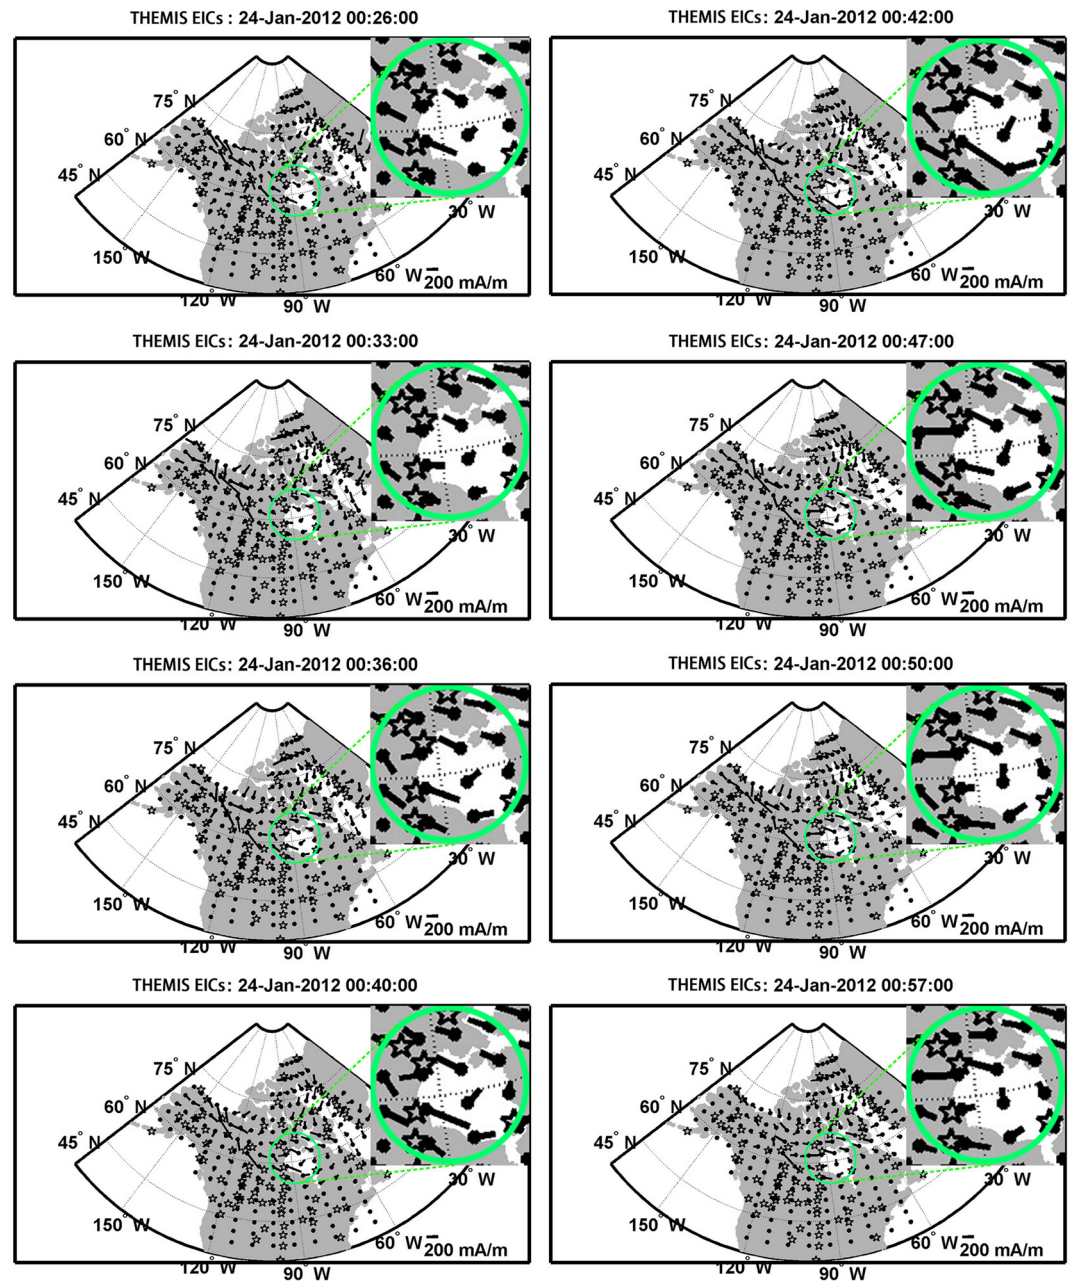 THEMIS EICs : 24-Jan-2012 00:26:00
75° N
60° N
45° N
30° W
150° W
60° W
200 mA/m
120° W
90° W
THEMIS EICs : 24-Jan-2012 00:42:00
75° N
60° N
45° N
30° W
150° W
60° W
200 mA/m
120° W
90° W
THEMIS EICs : 24-Jan-2012 00:33:00
75° N
60° N
45° N
30° W
150° W
60° W
200 mA/m
120° W
90° W
THEMIS EICs : 24-Jan-2012 00:47:00
75° N
60° N
45° N
30° W
150° W
60° W
200 mA/m
120° W
90° W
THEMIS EICs : 24-Jan-2012 00:36:00
75° N
60° N
45° N
30° W
150° W
60° W
200 mA/m
120° W
90° W
THEMIS EICs : 24-Jan-2012 00:50:00
75° N
60° N
45° N
30° W
150° W
60° W
200 mA/m
120° W
90° W
THEMIS EICs : 24-Jan-2012 00:40:00
75° N
60° N
45° N
30° W
150° W
60° W
200 mA/m
120° W
90° W
THEMIS EICs : 24-Jan-2012 00:57:00
75° N
60° N
45° N
30° W
150° W
60° W
200 mA/m
120° W
90° W